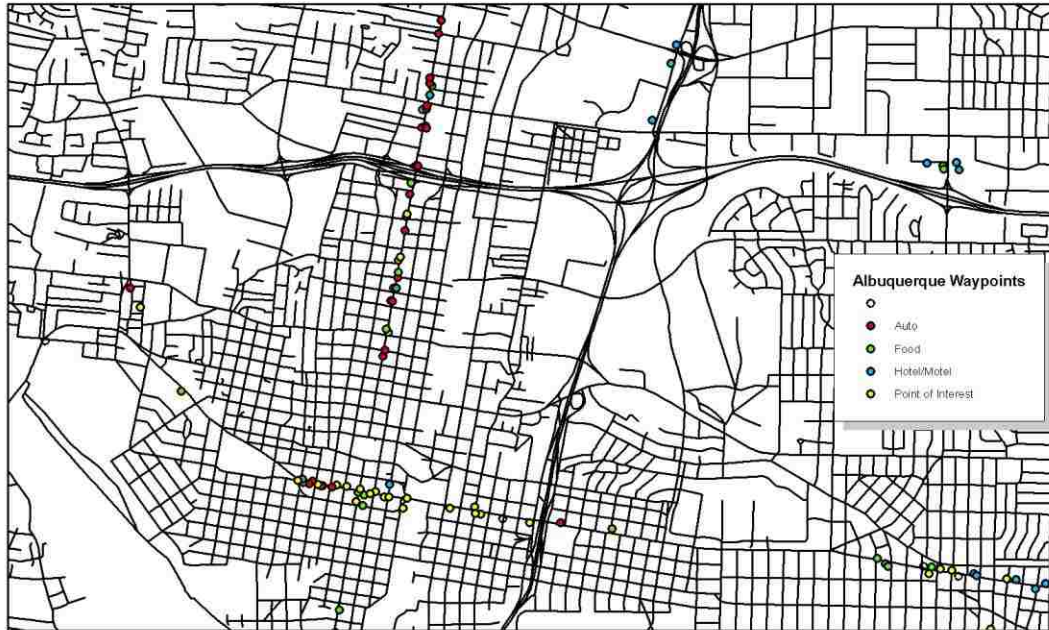 Albuquerque Waypoints
Auto
Food
Hotel/Motel
Point of Interest